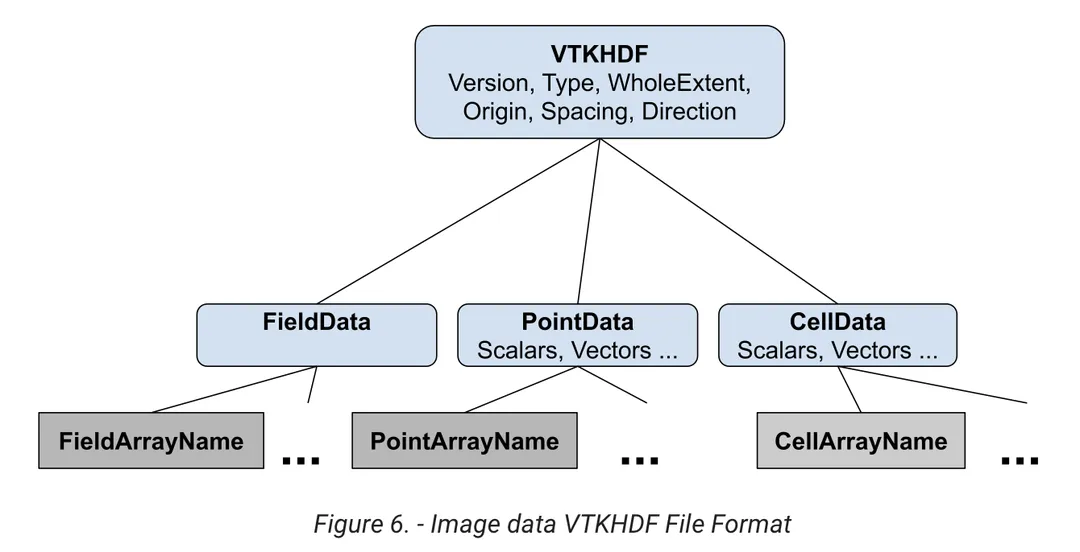 VTKHDF
Version, Type, WholeExtent,
Origin, Spacing, Direction
FieldData
PointData
Scalars, Vectors ...
CellData
Scalars, Vectors ...
FieldArrayName
...
PointArrayName
...
CellArrayName
...
Figure 6. - Image data VTKHDF File Format